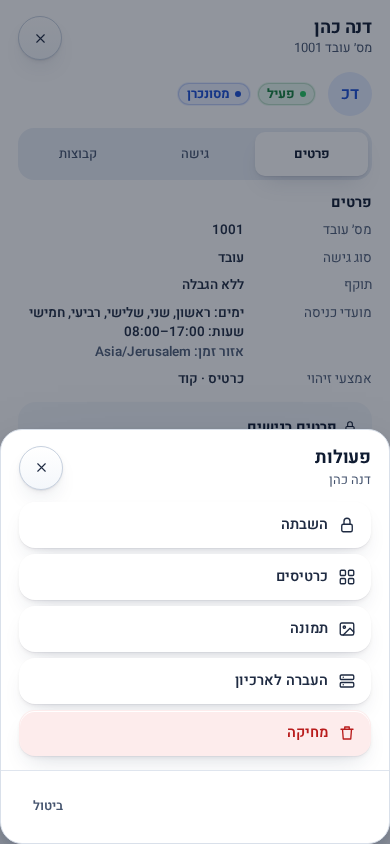 דנה כהן
מס׳ עובד 1001
דכ
פעיל
מסונכרן
פרטים
גישה
קבוצות
פרטים
מס׳ עובד
1001
סוג גישה
עובד
תוקף
ללא הגבלה
מועדי כניסה
ימים: ראשון, שני, שלישי, רביעי, חמישי
שעות: 08:00–17:00
אזור זמן: Asia/Jerusalem
אמצעי זיהוי
כרטיס · קוד
פרטים רגישים
פעולות
דנה כהן
השבתה
כרטיסים
תמונה
העברה לארכיון
מחיקה
ביטול